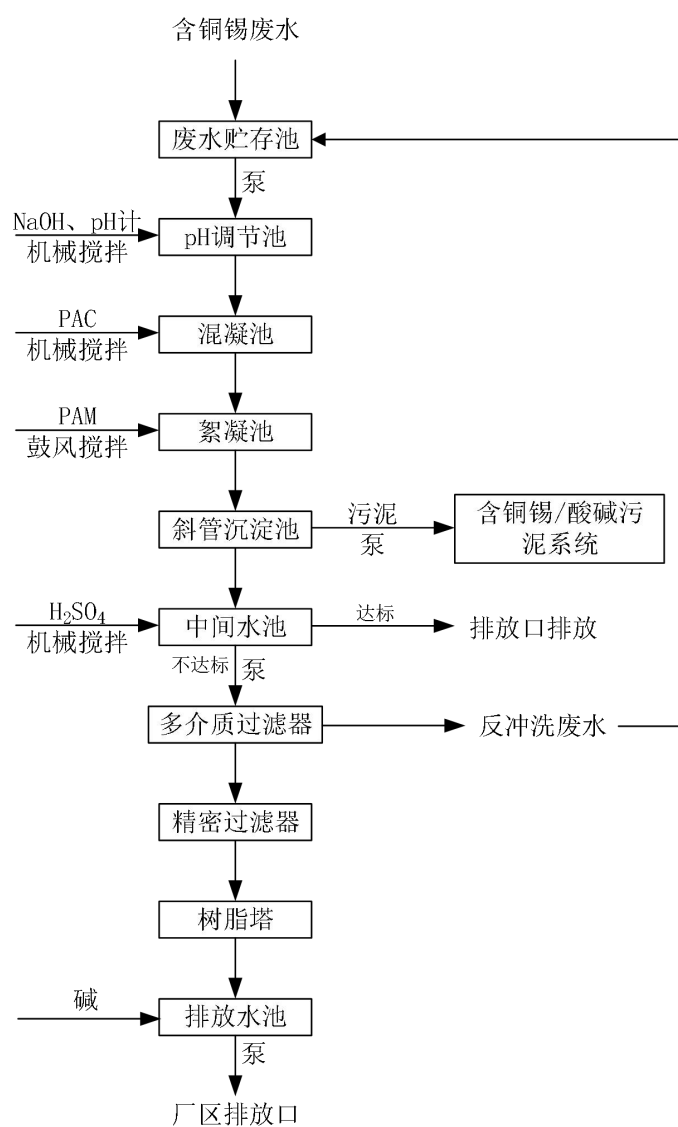 含铜锡废水
废水贮存池
泵
NaOH、pH计
机械搅拌
pH调节池
PAC
机械搅拌
混凝池
PAM
鼓风搅拌
絮凝池
斜管沉淀池
污泥
泵
含铜锡/酸碱污
泥系统
H₂SO₄
机械搅拌
中间水池
达标
排放口排放
不达标
泵
多介质过滤器
反冲洗废水
精密过滤器
树脂塔
碱
排放水池
泵
厂区排放口